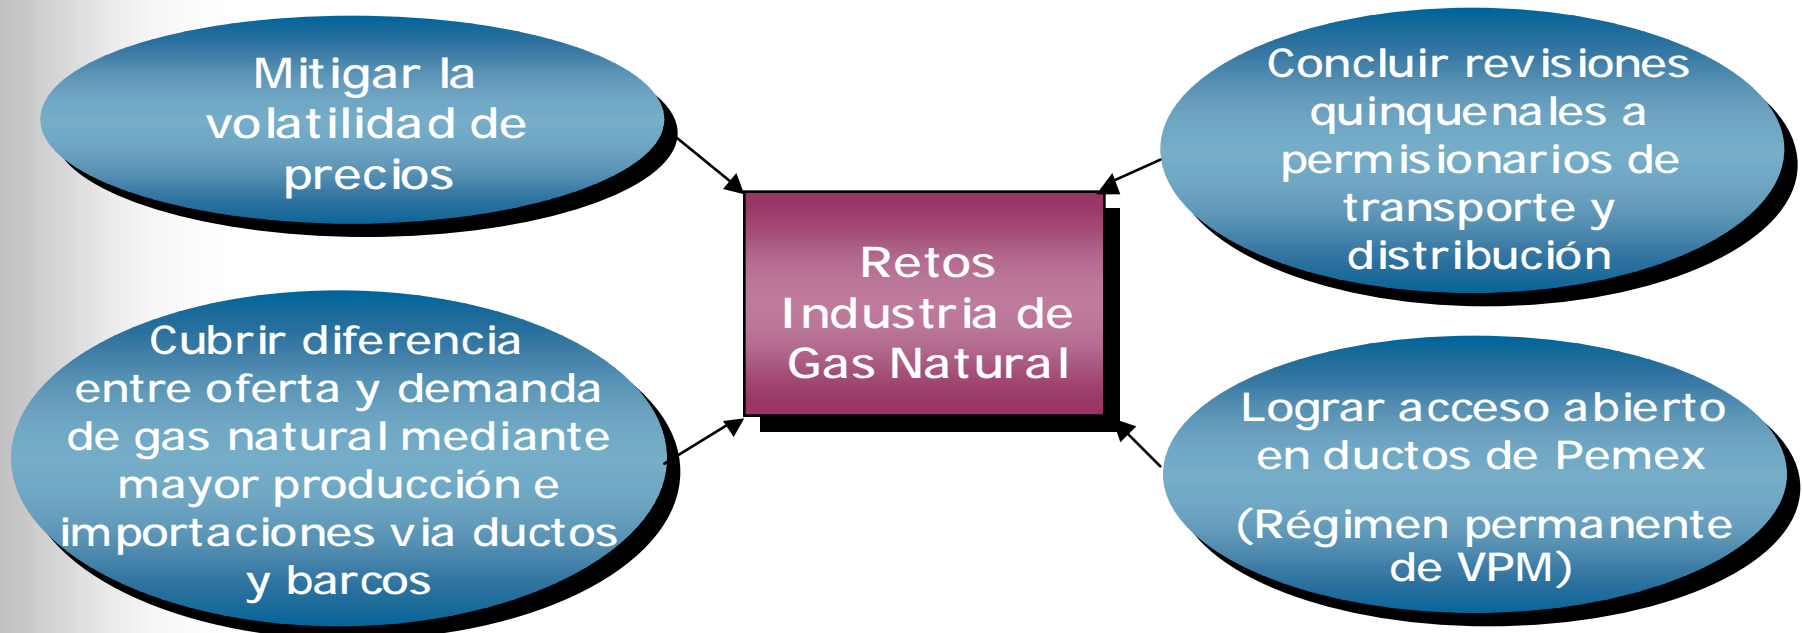 Mitigar la
volatilidad de
precios
Concluir revisiones
quinquenales a
permisionarios de
transporte y
distribución
Retos
Industria de
Gas Natural
Cubrir diferencia
entre oferta y demanda
de gas natural mediante
mayor producción e
importaciones via ductos
y barcos
Lograr acceso abierto
en ductos de Pemex
(Régimen permanente
de VPM)